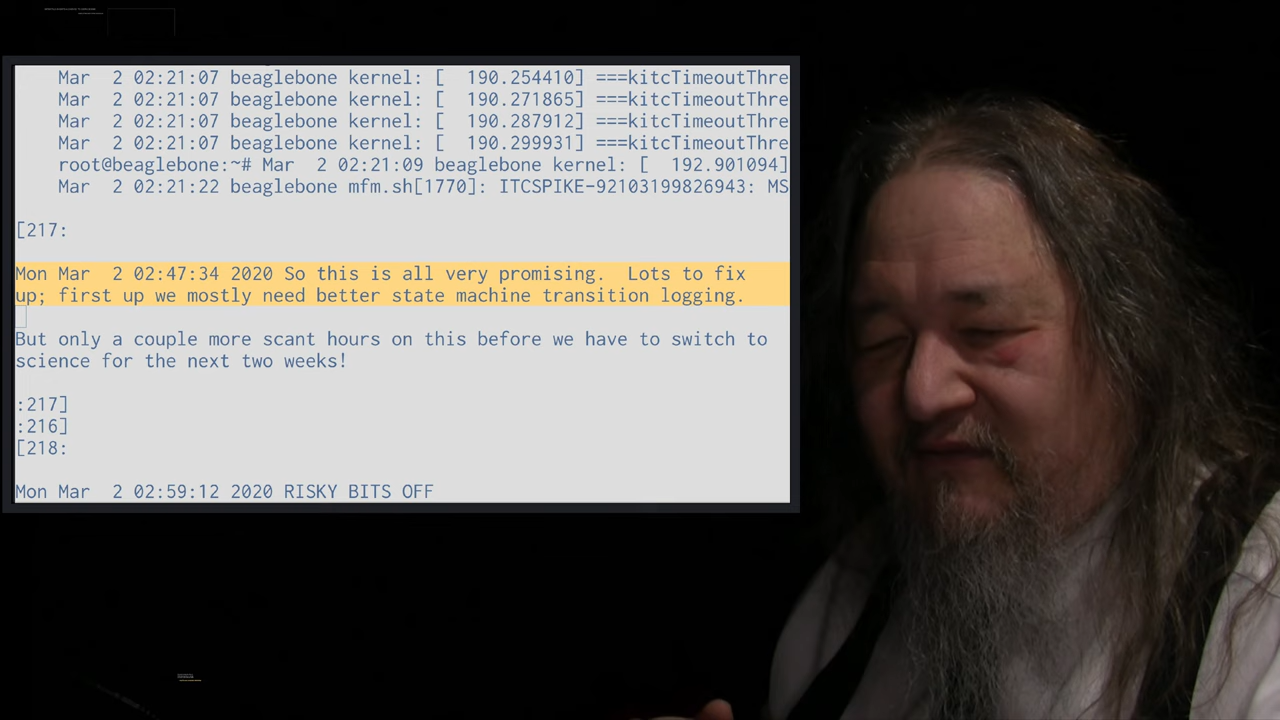 Mar  2 02:21:07 beaglebone kernel: [  190.254410] ===kitcTimeoutThre
Mar  2 02:21:07 beaglebone kernel: [  190.271865] ===kitcTimeoutThre
Mar  2 02:21:07 beaglebone kernel: [  190.287912] ===kitcTimeoutThre
Mar  2 02:21:07 beaglebone kernel: [  190.299931] ===kitcTimeoutThre
root@beaglebone:~# Mar  2 02:21:09 beaglebone kernel: [  192.901094]
Mar  2 02:21:22 beaglebone mfm.sh[1770]: ITCSPIKE-92103199826943: MS
[217:
Mon Mar  2 02:47:34 2020 So this is all very promising.  Lots to fix
up; first up we mostly need better state machine transition logging.
But only a couple more scant hours on this before we have to switch to
science for the next two weeks!
:217]
:216]
[218:
Mon Mar  2 02:59:12 2020 RISKY BITS OFF